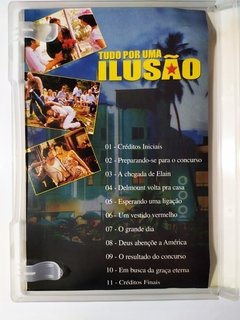 TUDO POR UMA
ILUSÃO
01 - Créditos Iniciais
02 - Preparando-se para o concurso
03 - A chegada de Elain
04 - Delmount volta pra casa
05 - Esperando uma ligação
06 - Um vestido vermelho
07 - O grande dia
08 - Deus abençõe a América
09 - O resultado do concurso
10 - Em busca da graça eterna
11 - Créditos Finais